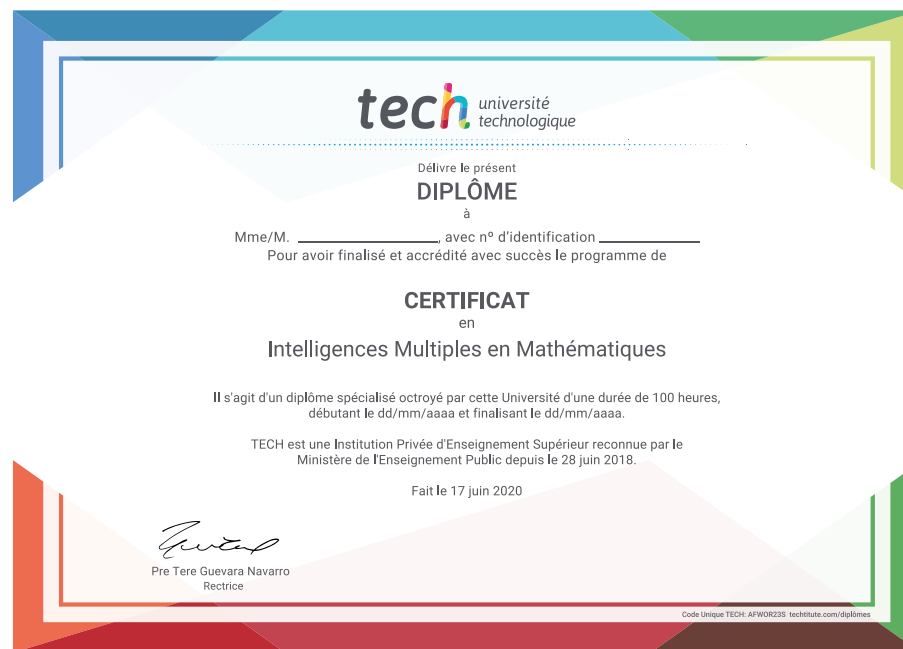 tech université
technologique
Délivre le présent
DIPLÔME
à
Mme/M. ____________________, avec nº d'identification ______________
Pour avoir finalisé et accrédité avec succès le programme de
CERTIFICAT
en
Intelligences Multiples en Mathématiques
Il s'agit d'un diplôme spécialisé octroyé par cette Université d'une durée de 100 heures,
débutant le dd/mm/aaaa et finalisant le dd/mm/aaaa.
TECH est une Institution Privée d'Enseignement Supérieur reconnue par le
Ministère de l'Enseignement Public depuis le 28 juin 2018.
Fait le 17 juin 2020
Pre Tere Guevara Navarro
Rectrice
Code Unique TECH: AFWOR23S techtitute.com/diplômes